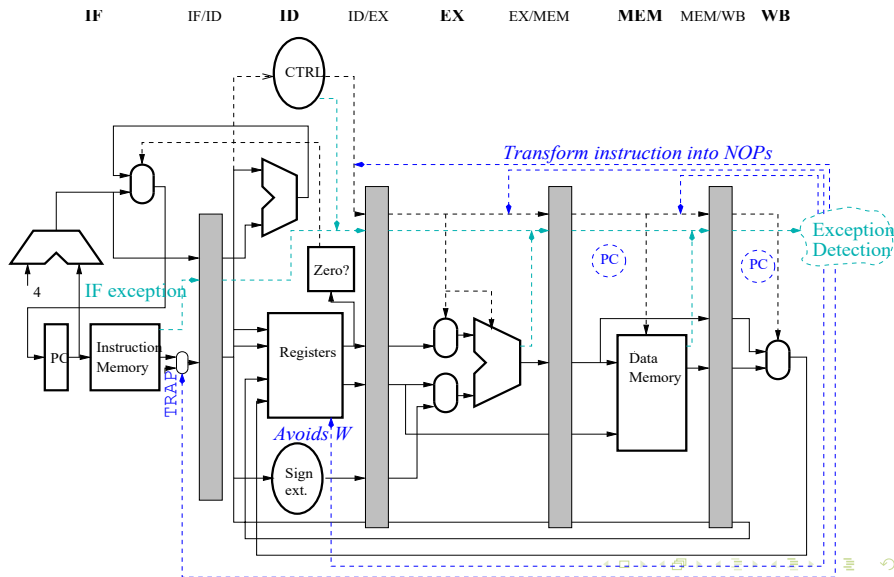 IF IF/ID ID ID/EX EX EX/MEM MEM MEM/WB WB
CTRL
Transform instruction into NOPs
Exception
Detection
PC
PC
Zero?
4
IF exception
PC
Instruction
Memory
Registers
Data
Memory
TRAP
Avoids W
Sign
ext.